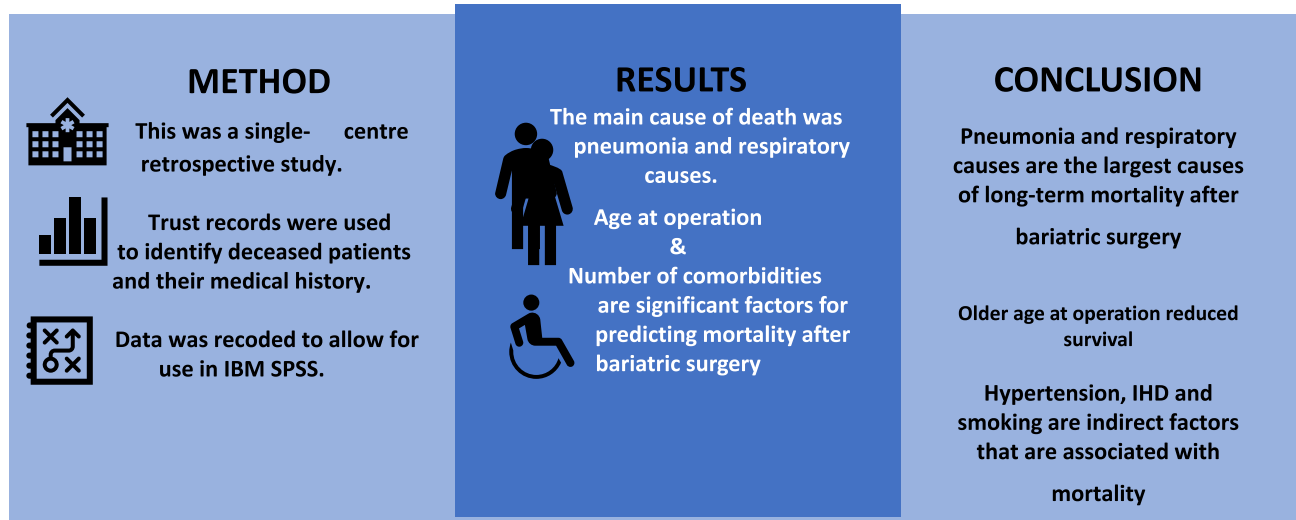 METHOD
This was a single- centre
retrospective study.
Trust records were used
to identify deceased patients
and their medical history.
Data was recoded to allow for
use in IBM SPSS.
RESULTS
The main cause of death was
pneumonia and respiratory
causes.
Age at operation
&
Number of comorbidities
are significant factors for
predicting mortality after
bariatric surgery
CONCLUSION
Pneumonia and respiratory
causes are the largest causes
of long-term mortality after
bariatric surgery
Older age at operation reduced
survival
Hypertension, IHD and
smoking are indirect factors
that are associated with
mortality